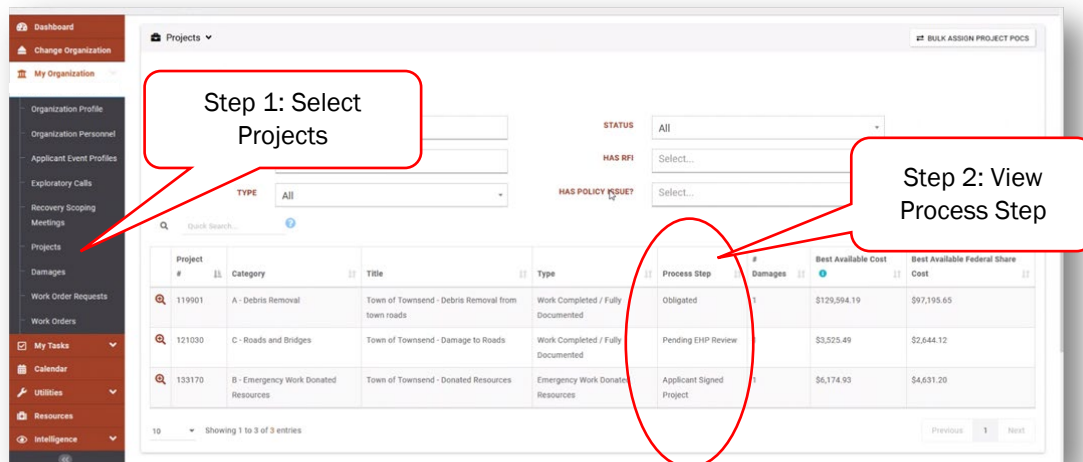 Dashboard
Change Organization
My Organization
Organization Profile
Organization Personnel
Applicant Event Profiles
Exploratory Calls
Recovery Scoping
Meetings
Projects
Damages
Work Order Requests
Work Orders
My Tasks
Calendar
Utilities
Resources
Intelligence
Projects
BULK ASSIGN PROJECT POCS
Step 1: Select
Projects
STATUS All
HAS RFI Select...
TYPE All
HAS POLICY ISSUE? Select...
Step 2: View
Process Step
Quick Search...
Project
# Category Title Type Process Step
#
Damages
Best Available Cost
Best Available Federal Share
Cost
119901 A - Debris Removal Town of Townsend - Debris Removal from
town roads
Work Completed / Fully
Documented
Obligated 1 $129,594.19 $97,195.65
121030 C - Roads and Bridges Town of Townsend - Damage to Roads Work Completed / Fully
Documented
Pending EHP Review $3,525.49 $2,644.12
133170 B - Emergency Work Donated
Resources
Town of Townsend - Donated Resources Emergency Work Donated
Resources
Applicant Signed
Project
1 $6,174.93 $4,631.20
10 Showing 1 to 3 of 3 entries
Previous 1 Next